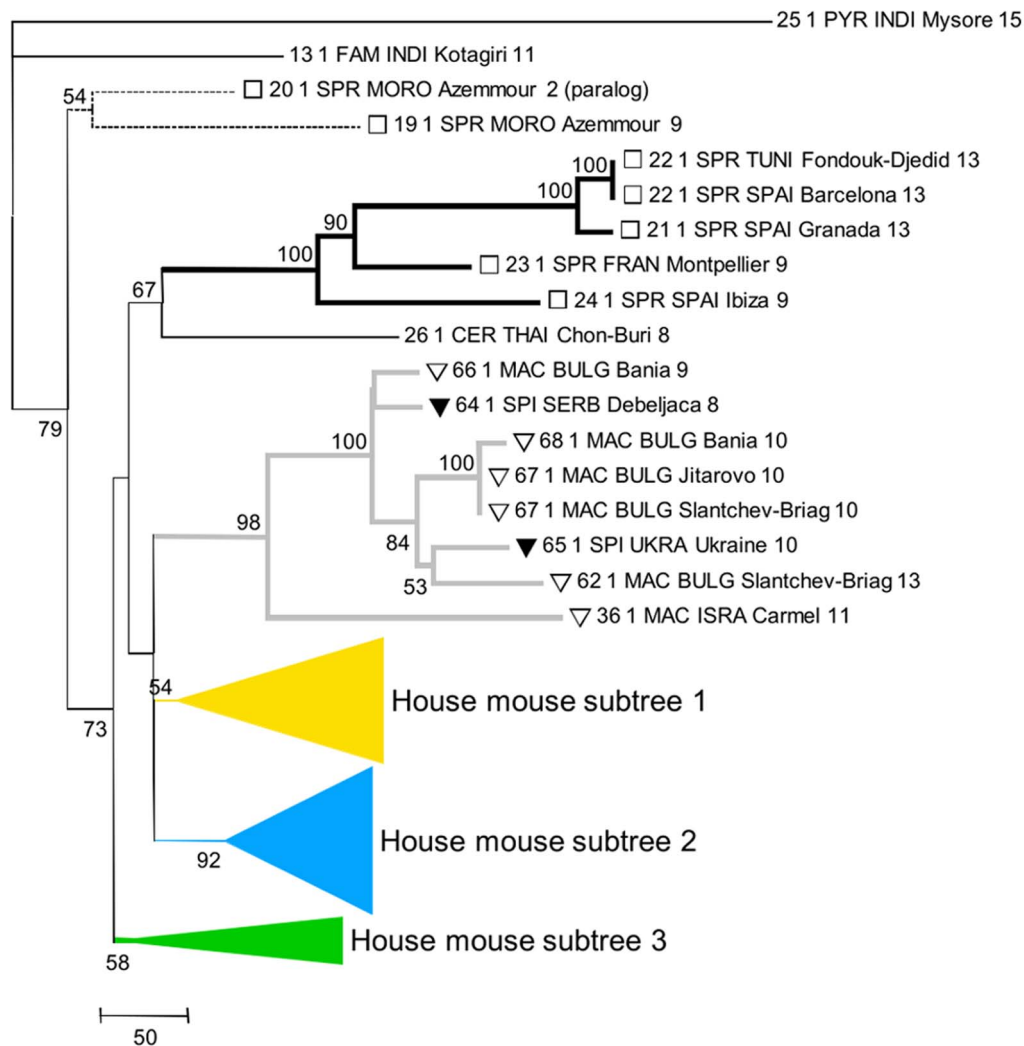 25 1 PYR INDI Mysore 15
13 1 FAM INDI Kotagiri 11
54
20 1 SPR MORO Azemmour 2 (paralog)
19 1 SPR MORO Azemmour 9
100
22 1 SPR TUNI Fondouk-Djedid 13
100
22 1 SPR SPAI Barcelona 13
90
21 1 SPR SPAI Granada 13
100
23 1 SPR FRAN Montpellier 9
67
24 1 SPR SPAI Ibiza 9
26 1 CER THAI Chon-Buri 8
66 1 MAC BULG Bania 9
64 1 SPI SERB Debeljaca 8
79
100
68 1 MAC BULG Bania 10
100
67 1 MAC BULG Jitarovo 10
67 1 MAC BULG Slantchev-Briag 10
98
84
65 1 SPI UKRA Ukraine 10
53
62 1 MAC BULG Slantchev-Briag 13
36 1 MAC ISRA Carmel 11
54
House mouse subtree 1
73
House mouse subtree 2
92
House mouse subtree 3
58
50